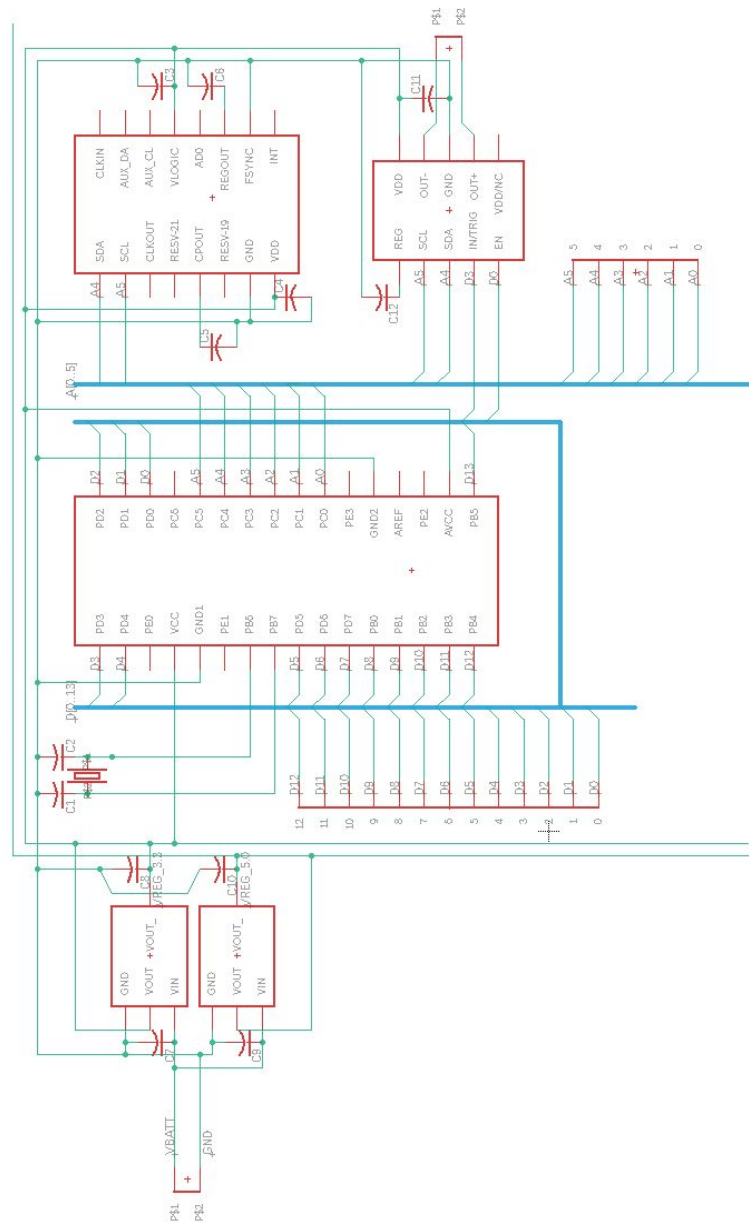 P$1
P$2
C3
C6
C11
CLKIN
AUX_DA
AUX_CL
VLOGIC
AD0
REGOUT
FSYNC
INT
VDD
OUT-
GND
OUT+
VDD/NC
SDA
SCL
CLKOUT
RESV-21
CPOUT
RESV-19
GND
VDD
REG
SCL
SDA
IN/TRIG
EN
5
4
3
2
1
0
A4
A5
A5
A4
D3
D0
A5
A4
A3
A2
A1
A0
C4
C12
C5
A[0..5]
D2
D1
D0
A5
A4
A3
A2
A1
A0
D13
PD2
PD1
PD0
PC6
PC5
PC4
PC3
PC2
PC1
PC0
PE3
GND2
AREF
PE2
AVCC
PB5
PD3
PD4
PE0
VCC
GND1
PE1
PB6
PB7
PD5
PD6
PD7
PB0
PB1
PB2
PB3
PB4
D3
D4
D5
D6
D7
D8
D9
D10
D11
D12
D[0..13]
C2
C1
D12
D11
D10
D9
D8
D7
D6
D5
D4
D3
D2
D1
D0
12
11
10
9
8
7
6
5
4
3
2
1
0
C8
VREG_3.3
C10
VREG_5.0
GND
VOUT
VOUT_
VIN
GND
VOUT
VOUT_
VIN
C7
C9
VBATT
GND
P$1
P$2